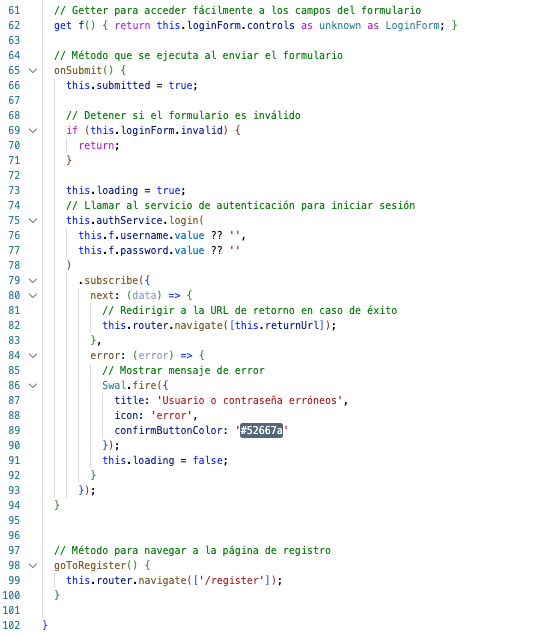 61 // Getter para acceder fácilmente a los campos del formulario
62 get f() { return this.loginForm.controls as unknown as LoginForm; }
63
64 // Método que se ejecuta al enviar el formulario
65 onSubmit() {
66 this.submitted = true;
67
68 // Detener si el formulario es inválido
69 if (this.loginForm.invalid) {
70 return;
71 }
72
73 this.loading = true;
74 // Llamar al servicio de autenticación para iniciar sesión
75 this.authService.login(
76 this.f.username.value ?? '',
77 this.f.password.value ?? ''
78 )
79 .subscribe({
80 next: (data) => {
81 // Redirigir a la URL de retorno en caso de éxito
82 this.router.navigate([this.returnUrl]);
83 },
84 error: (error) => {
85 // Mostrar mensaje de error
86 Swal.fire({
87 title: 'Usuario o contraseña erróneos',
88 icon: 'error',
89 confirmButtonColor: '#52667a'
90 });
91 this.loading = false;
92 }
93 });
94 }
95
96
97 // Método para navegar a la página de registro
98 goToRegister() {
99 this.router.navigate(['/register']);
100 }
101
102 }